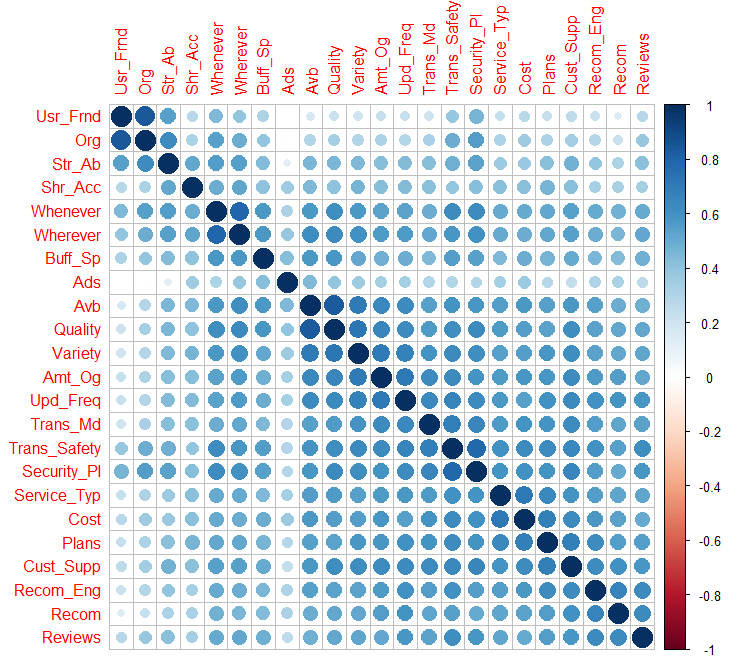 Usr_Frnd
Org
Str_Ab
Shr_Acc
Whenever
Wherever
Buff_Sp
Ads
Avb
Quality
Variety
Amt_Og
Upd_Freq
Trans_Md
Trans_Safety
Security_Pl
Service_Typ
Cost
Plans
Cust_Supp
Recom_Eng
Recom
Reviews
Usr_Frnd
Org
Str_Ab
Shr_Acc
Whenever
Wherever
Buff_Sp
Ads
Avb
Quality
Variety
Amt_Og
Upd_Freq
Trans_Md
Trans_Safety
Security_Pl
Service_Typ
Cost
Plans
Cust_Supp
Recom_Eng
Recom
Reviews
1
0.8
0.6
0.4
0.2
0
-0.2
-0.4
-0.6
-0.8
-1